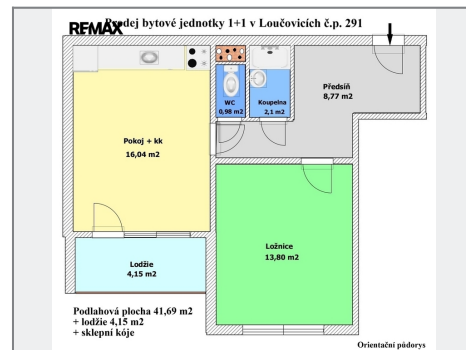 REMAX Prodej bytové jednotky 1+1 v Loučovicích č.p. 291
Předsíň
8,77 m2
WC
0,98 m2
Koupelna
2,1 m2
Pokoj + kk
16,04 m2
Ložnice
13,80 m2
Lodžie
4,15 m2
Podlahová plocha 41,69 m2
+ lodžie 4,15 m2
+ sklepní kóje
Orientační půdorys